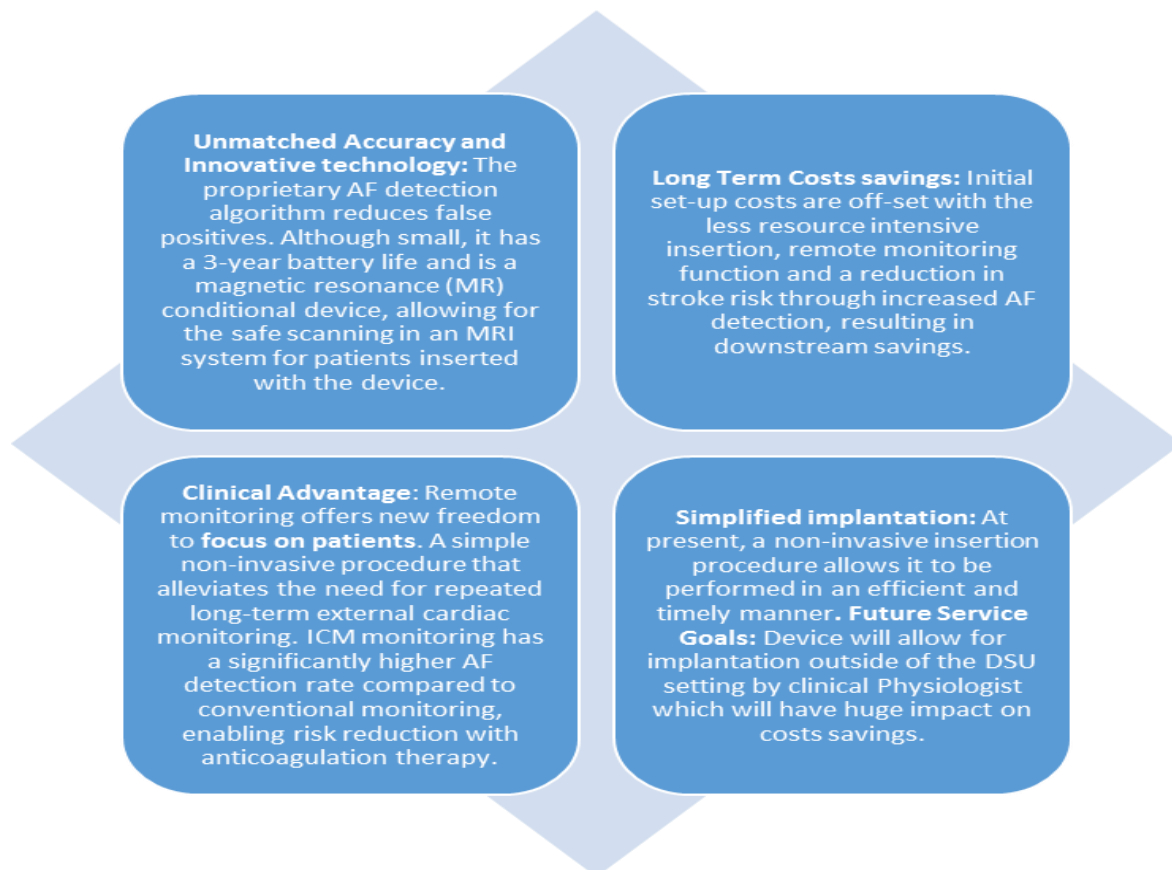 Unmatched Accuracy and
Innovative technology: The
proprietary AF detection
algorithm reduces false
positives. Although small, it has
a 3-year battery life and is a
magnetic resonance (MR)
conditional device, allowing for
the safe scanning in an MRI
system for patients inserted
with the device.
Long Term Costs savings: Initial
set-up costs are off-set with the
less resource intensive
insertion, remote monitoring
function and a reduction in
stroke risk through increased AF
detection, resulting in
downstream savings.
Clinical Advantage: Remote
monitoring offers new freedom
to focus on patients. A simple
non-invasive procedure that
alleviates the need for repeated
long-term external cardiac
monitoring. ICM monitoring has
a significantly higher AF
detection rate compared to
conventional monitoring,
enabling risk reduction with
anticoagulation therapy.
Simplified implantation: At
present, a non-invasive insertion
procedure allows it to be
performed in an efficient and
timely manner. Future Service
Goals: Device will allow for
implantation outside of the DSU
setting by clinical Physiologist
which will have huge impact on
costs savings.